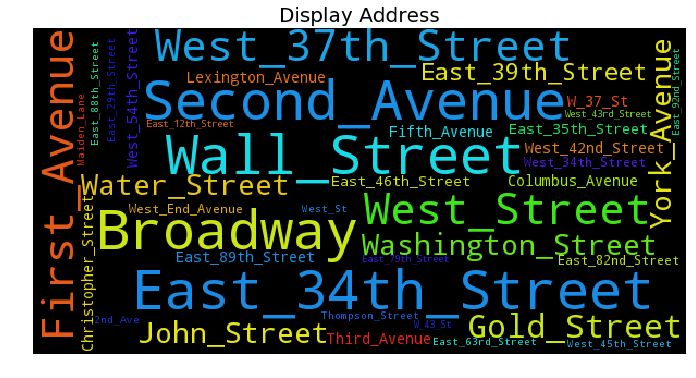 Display Address
First_Avenue
East_88th_Street
East_29th_Street
West_54th_Street
West_37th_Street
Lexington_Avenue
East_39th_Street
York_Avenue
East_92nd_Street
Maiden_Lane
Second_Avenue
W_37_St
West_43rd_Street
East_12th_Street
Fifth_Avenue
East_35th_Street
Wall_Street
West_42nd_Street
West_34th_Street
Water_Street
East_46th_Street
Columbus_Avenue
Christopher_Street
West_End_Avenue
West_St
West_Street
Broadway
Washington_Street
East_89th_Street
East_79th_Street
East_82nd_Street
East_34th_Street
2nd_Ave
Thompson_Street
W_43_St
John_Street
Third_Avenue
Gold_Street
East_63rd_Street
West_45th_Street